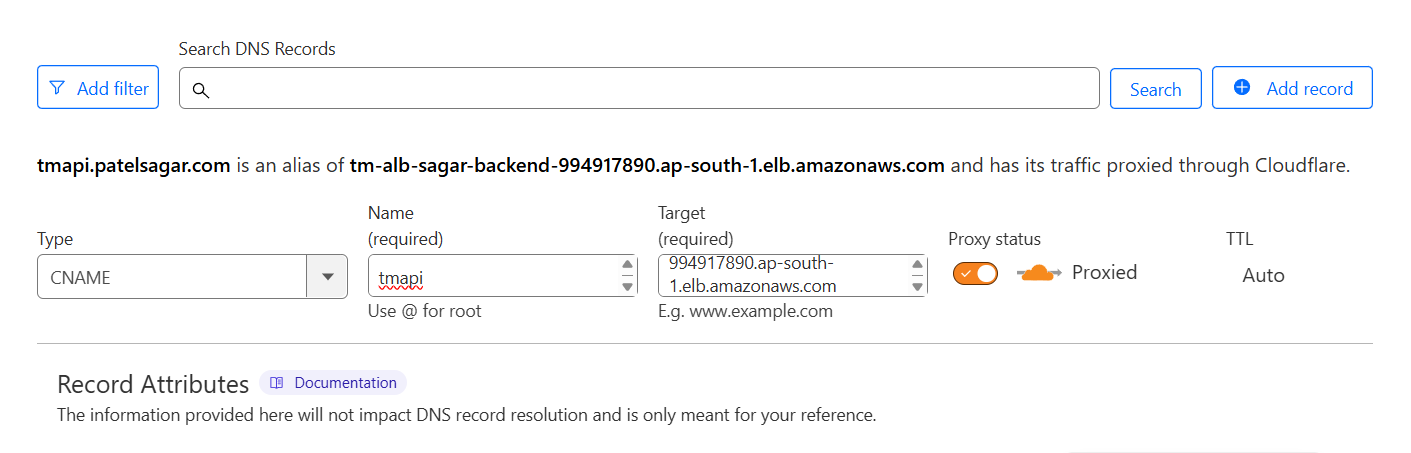 Search DNS Records
Add filter
Search
Add record
tmapi.patelsagar.com is an alias of tm-alb-sagar-backend-994917890.ap-south-1.elb.amazonaws.com and has its traffic proxied through Cloudflare.
Type
Name
(required)
Target
(required)
Proxy status
TTL
CNAME
tmapi
994917890.ap-south-
1.elb.amazonaws.com
Proxied
Auto
Use @ for root
E.g. www.example.com
Record Attributes
Documentation
The information provided here will not impact DNS record resolution and is only meant for your reference.